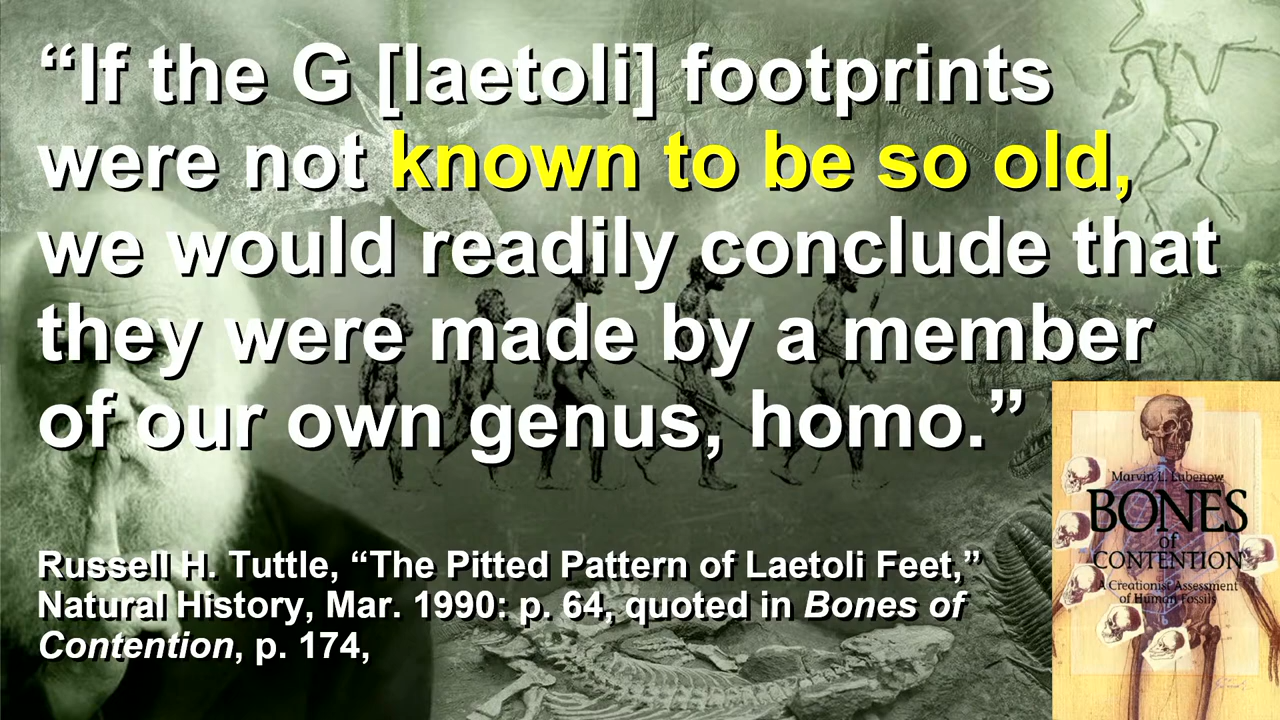 “If the G [laetoli] footprints
were not known to be so old,
we would readily conclude that
they were made by a member
of our own genus, homo.”
Russell H. Tuttle, “The Pitted Pattern of Laetoli Feet,”
Natural History, Mar. 1990: p. 64, quoted in Bones of
Contention, p. 174,
Marvin L. Lubenow
BONES
of
CONTENTION
A Creationist Assessment
of Human Fossils